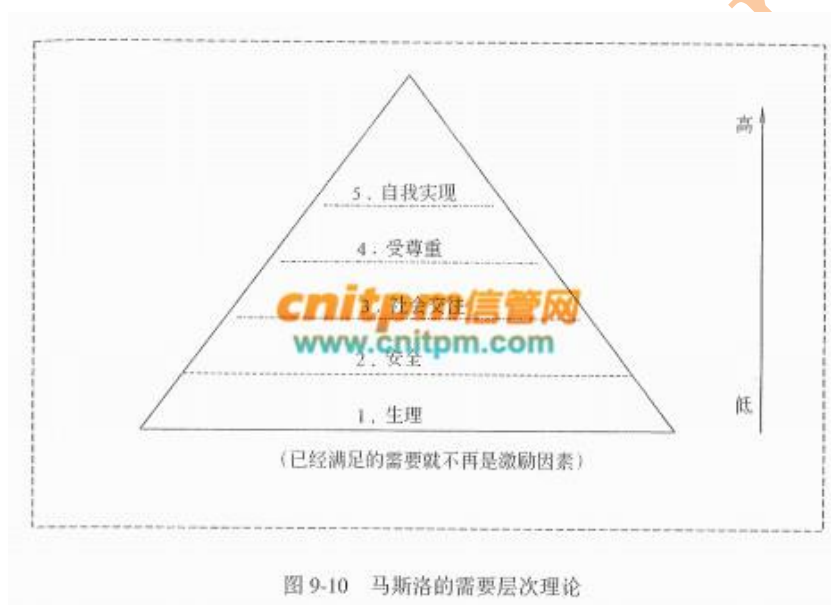 高
5．自我实现
4．受尊重
cnitpm信管网
3．社会交往
www.cnitpm.com
2．安全
1．生理
低
（已经满足的需要就不再是激励因素）
图 9-10 马斯洛的需要层次理论